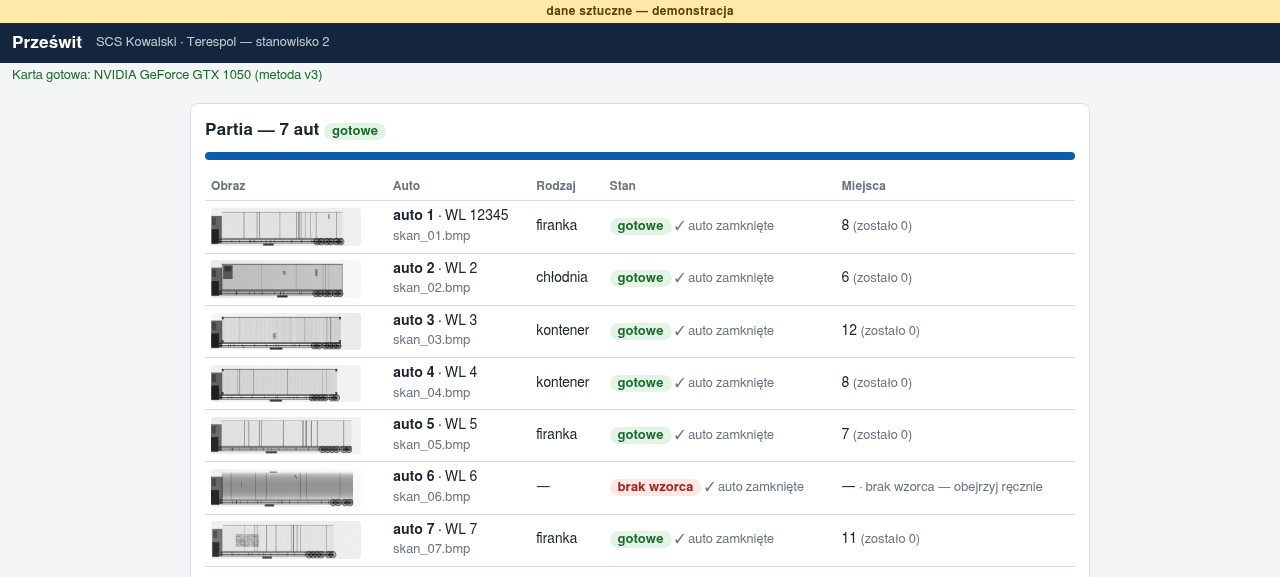 dane sztuczne — demonstracja
Prześwit SCS Kowalski · Terespol — stanowisko 2
Karta gotowa: NVIDIA GeForce GTX 1050 (metoda v3)
Partia — 7 aut gotowe
Obraz Auto Rodzaj Stan Miejsca
auto 1 · WL 12345
skan_01.bmp
firanka
gotowe ✓ auto zamknięte
8 (zostało 0)
auto 2 · WL 2
skan_02.bmp
chłodnia
gotowe ✓ auto zamknięte
6 (zostało 0)
auto 3 · WL 3
skan_03.bmp
kontener
gotowe ✓ auto zamknięte
12 (zostało 0)
auto 4 · WL 4
skan_04.bmp
kontener
gotowe ✓ auto zamknięte
8 (zostało 0)
auto 5 · WL 5
skan_05.bmp
firanka
gotowe ✓ auto zamknięte
7 (zostało 0)
auto 6 · WL 6
skan_06.bmp
—
brak wzorca ✓ auto zamknięte
— · brak wzorca — obejrzyj ręcznie
auto 7 · WL 7
skan_07.bmp
firanka
gotowe ✓ auto zamknięte
11 (zostało 0)